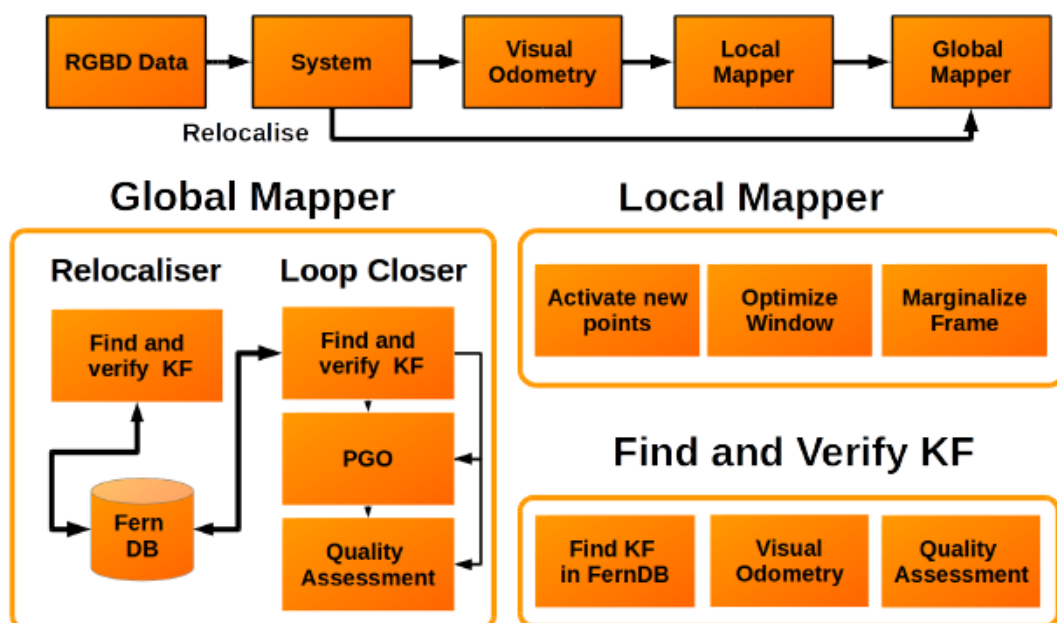 RGBD Data
System
Visual
Odometry
Local
Mapper
Global
Mapper
Relocalise
Global Mapper
Relocaliser
Loop Closer
Find and
verify KF
Find and
verify KF
PGO
Fern
DB
Quality
Assessment
Local Mapper
Activate new
points
Optimize
Window
Marginalize
Frame
Find and Verify KF
Find KF
in FernDB
Visual
Odometry
Quality
Assessment